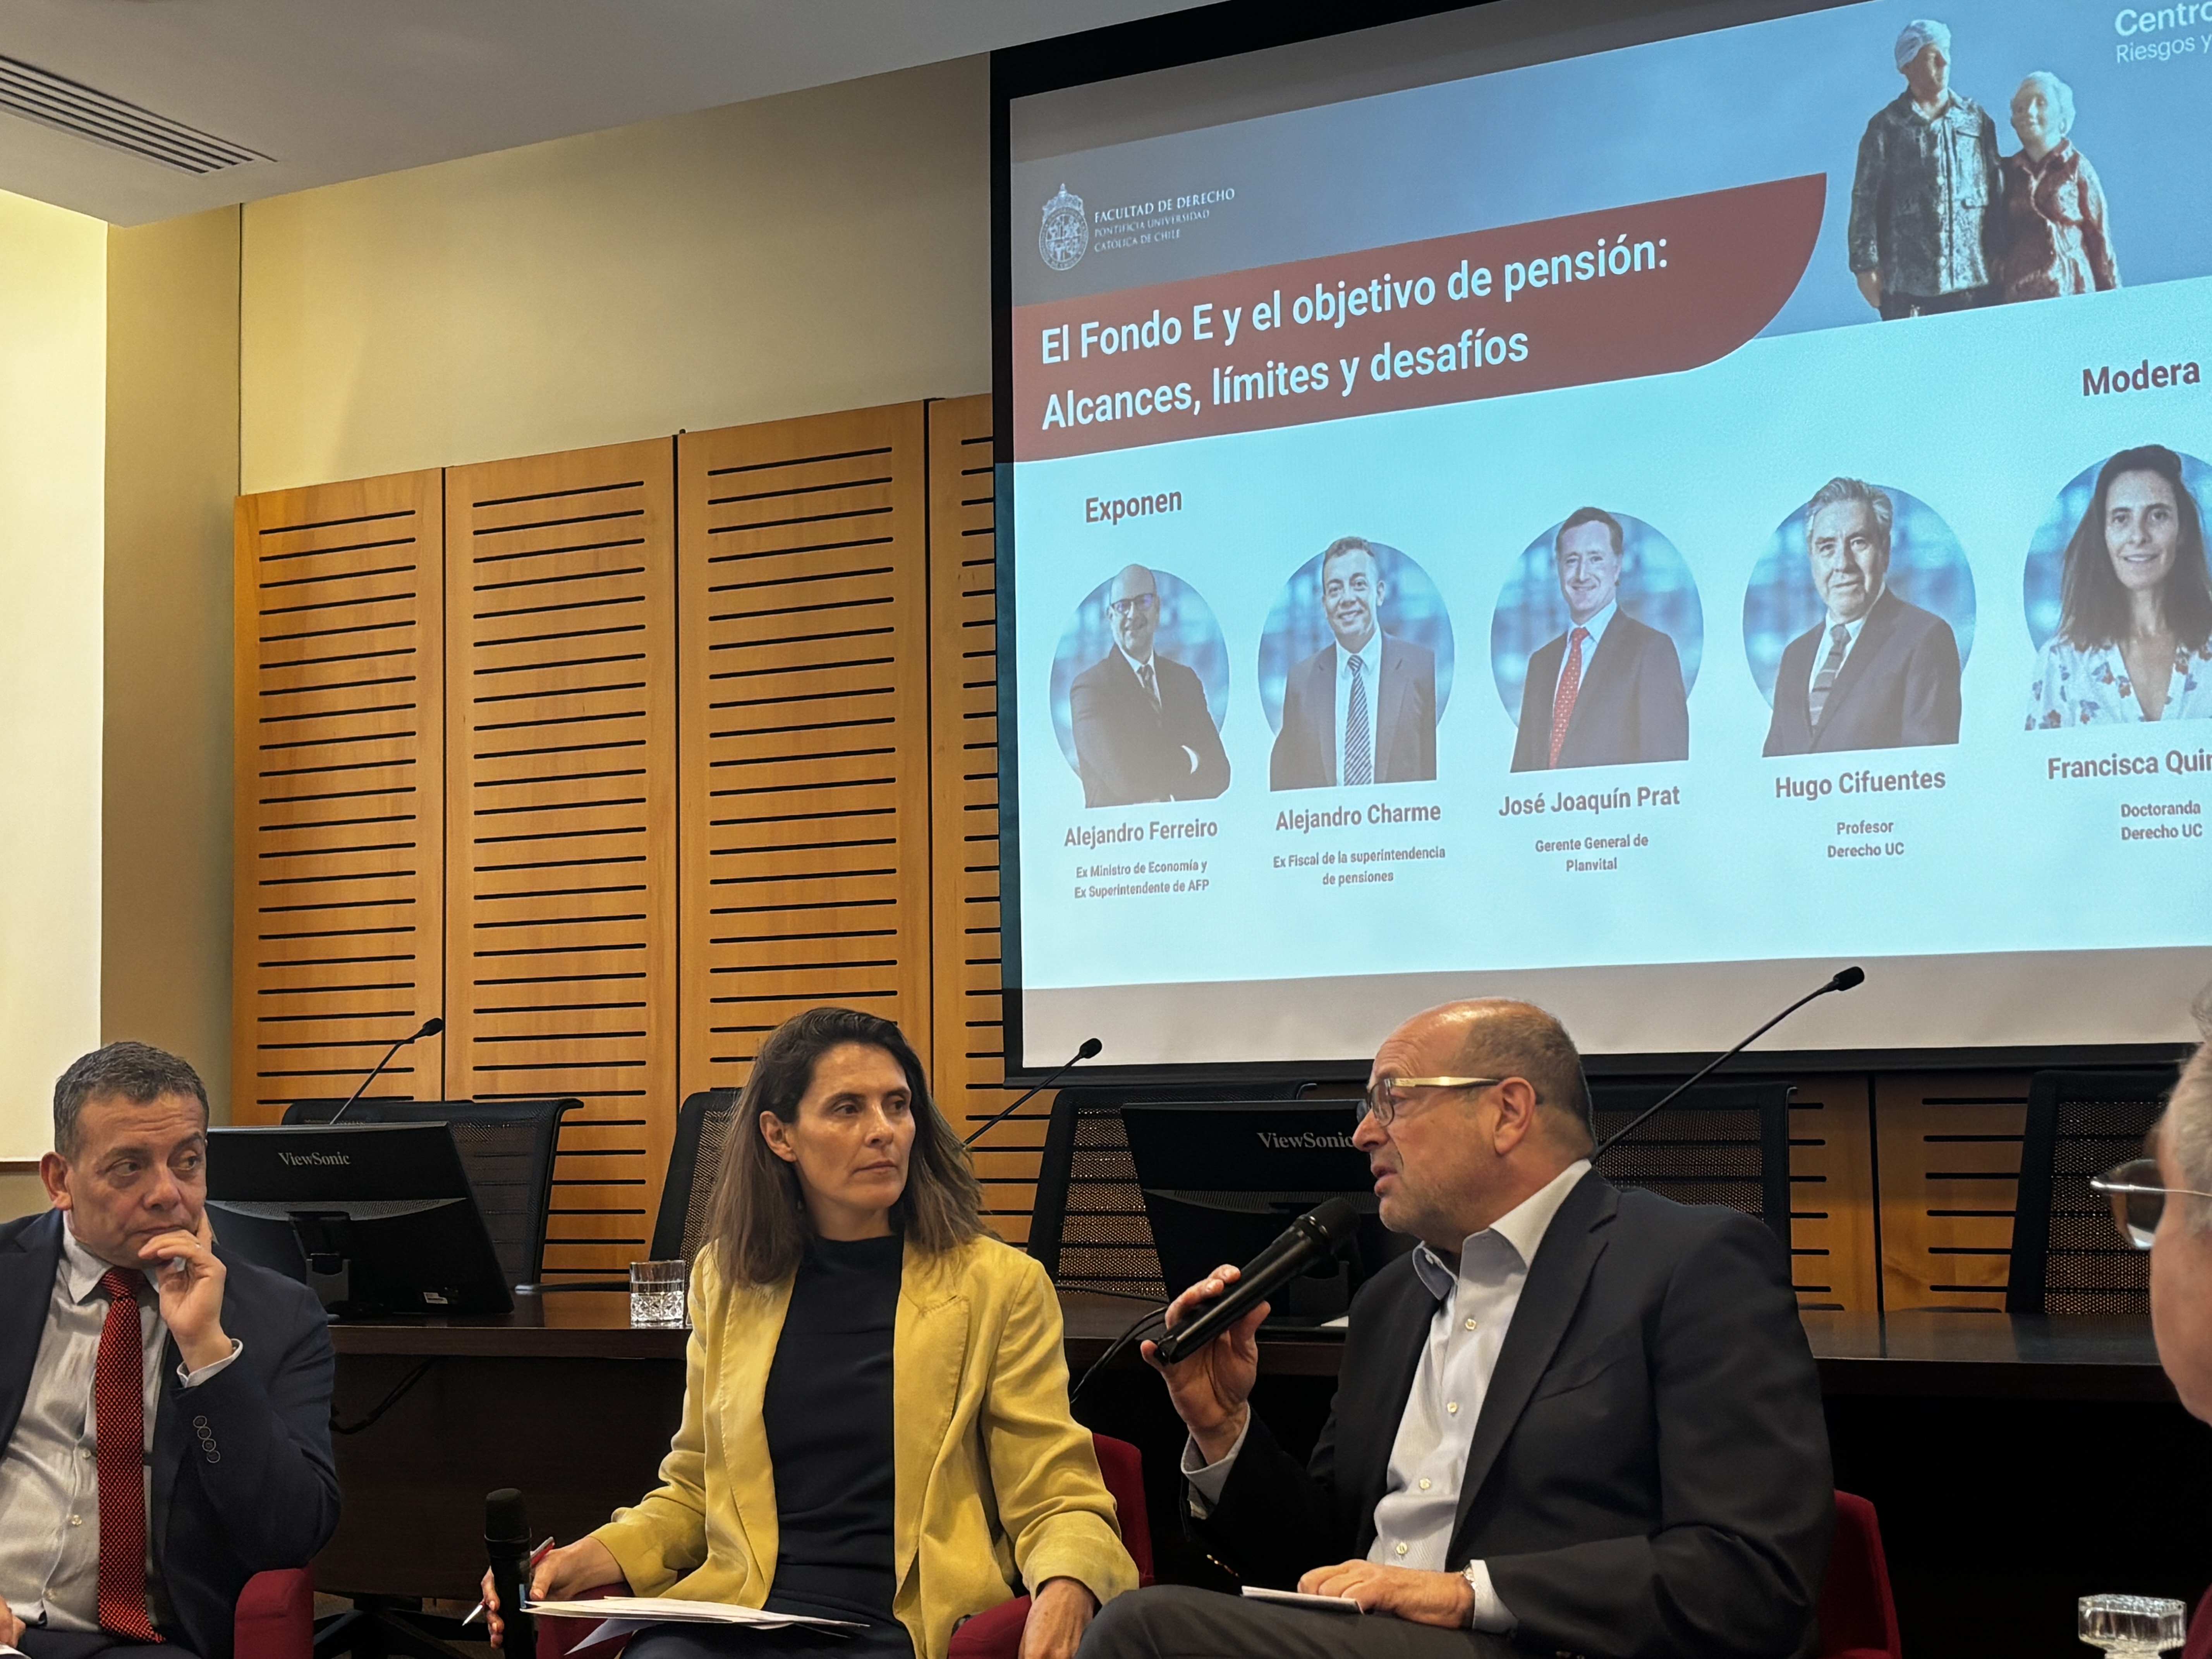 Centro
Riesgos y
FACULTAD DE DERECHO
PONTIFICIA UNIVERSIDAD
CATÓLICA DE CHILE
El Fondo E y el objetivo de pensión:
Alcances, límites y desafíos
Modera
Exponen
Alejandro Ferreiro
Ex Ministro de Economía y
Ex Superintendente de AFP
Alejandro Charme
Ex Fiscal de la superintendencia
de pensiones
José Joaquín Prat
Gerente General de
Planvital
Hugo Cifuentes
Profesor
Derecho UC
Francisca
Doctoranda
Derecho UC
ViewSonic
ViewSonic